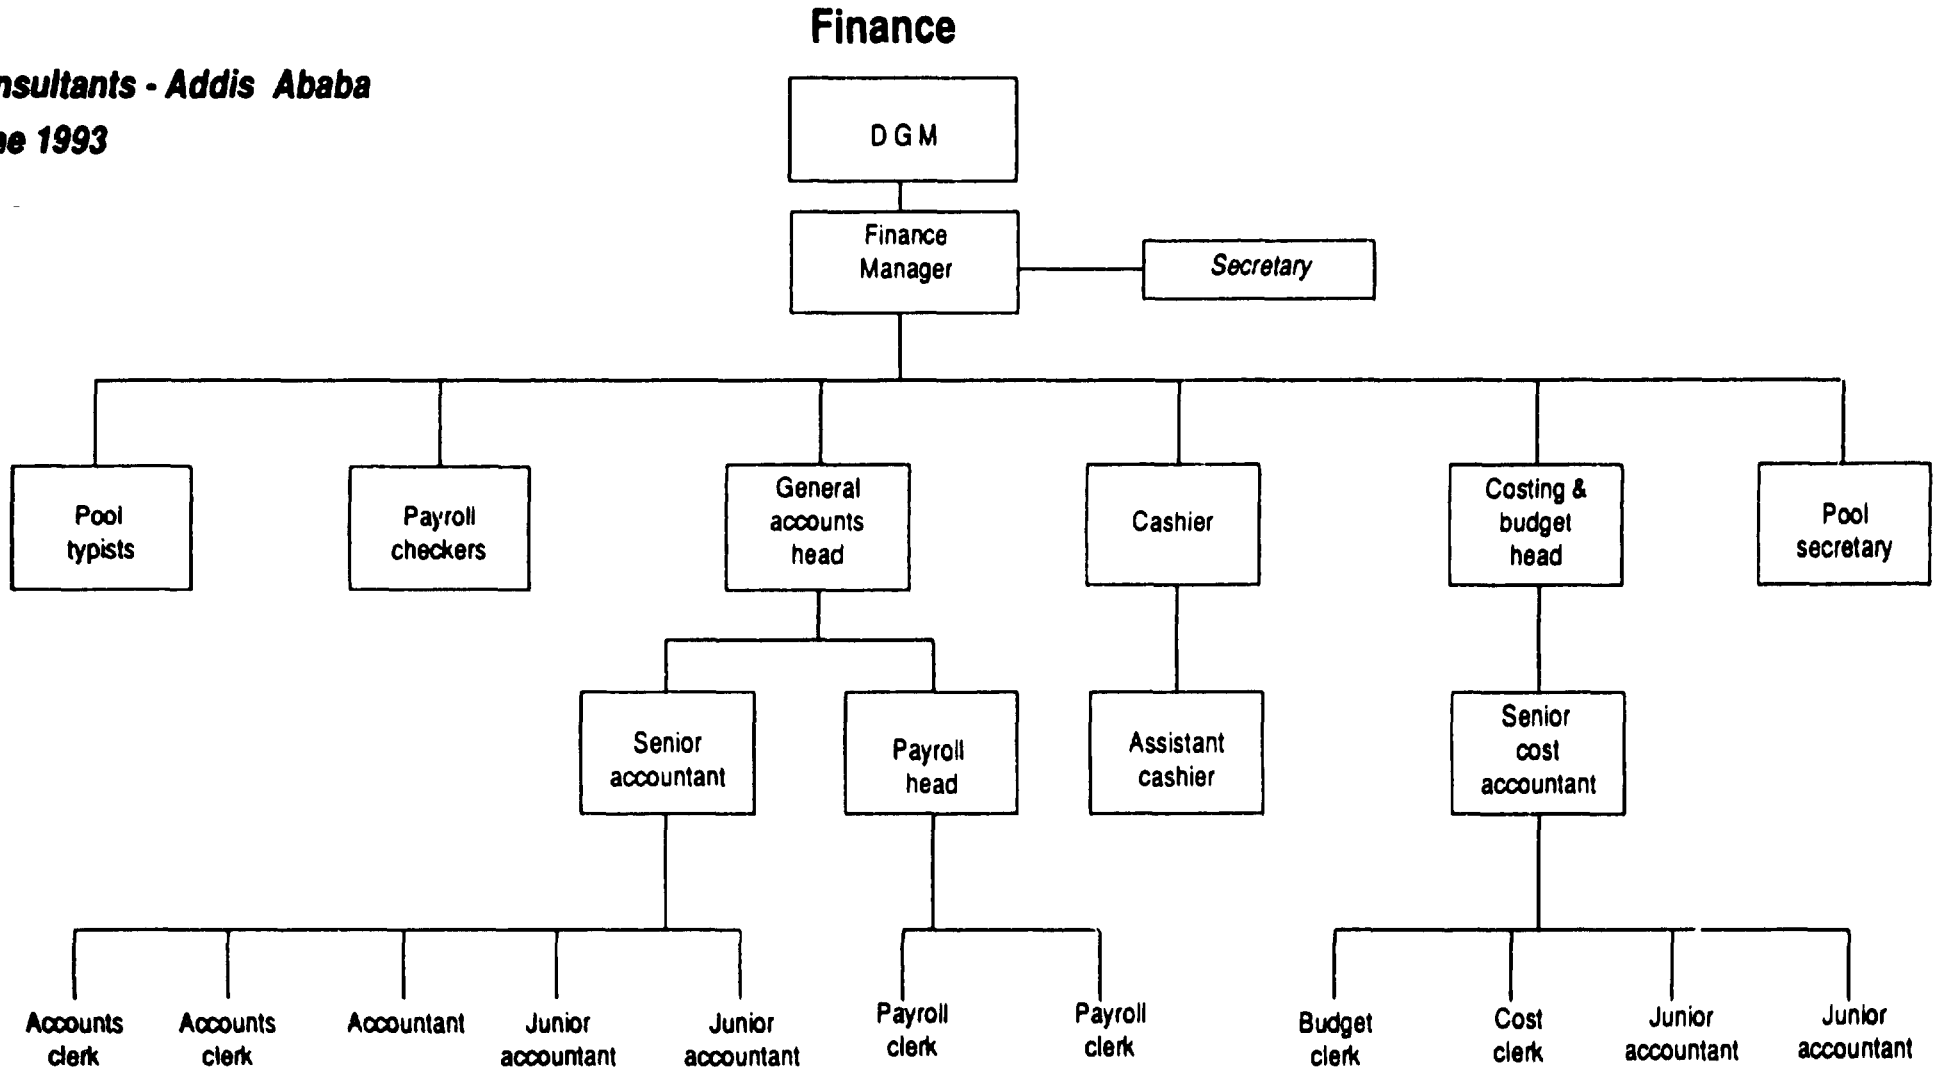 Finance
nsultants - Addis Ababa
ne 1993
D G M
Finance
Manager
Secretary
Pool
typists
Payroll
checkers
General
accounts
head
Cashier
Costing &
budget
head
Pool
secretary
Senior
accountant
Payroll
head
Assistant
cashier
Senior
cost
accountant
Accounts
clerk
Accounts
clerk
Accountant
Junior
accountant
Junior
accountant
Payroll
clerk
Payroll
clerk
Budget
clerk
Cost
clerk
Junior
accountant
Junior
accountant